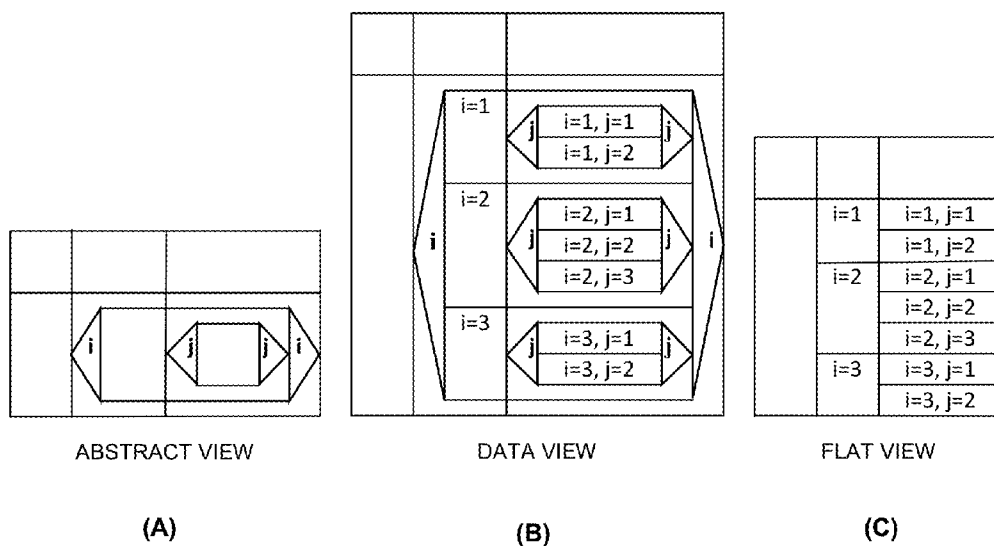 i i
j j
ABSTRACT VIEW
(A)
i i
i=1
j j
i=1, j=1
i=1, j=2
i=2
j j
i=2, j=1
i=2, j=2
i=2, j=3
i=3
j j
i=3, j=1
i=3, j=2
DATA VIEW
(B)
i=1
i=1, j=1
i=1, j=2
i=2
i=2, j=1
i=2, j=2
i=2, j=3
i=3
i=3, j=1
i=3, j=2
FLAT VIEW
(C)